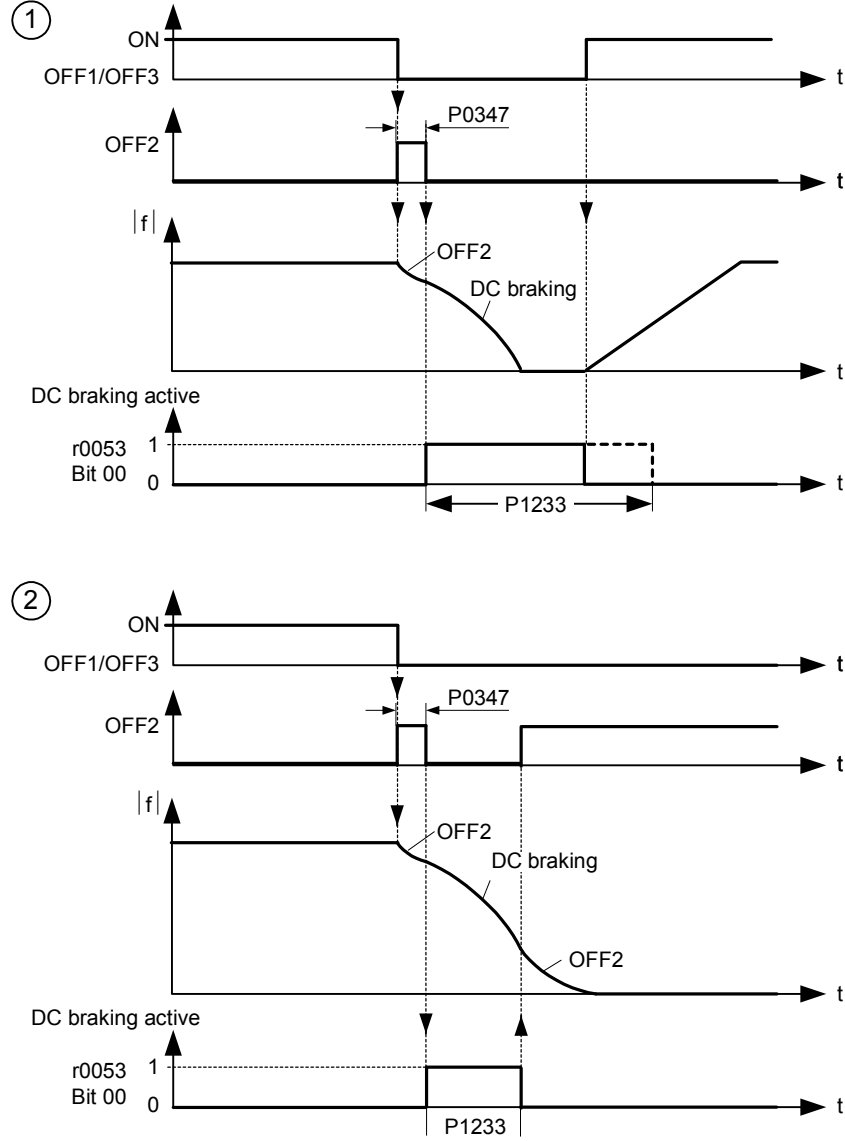 1
ON
OFF1/OFF3
t
P0347
OFF2
t
|f|
OFF2
DC braking
t
DC braking active
r0053 1
Bit 00 0
t
P1233
2
ON
OFF1/OFF3
t
P0347
OFF2
t
|f|
OFF2
DC braking
OFF2
t
DC braking active
r0053 1
Bit 00 0
t
P1233